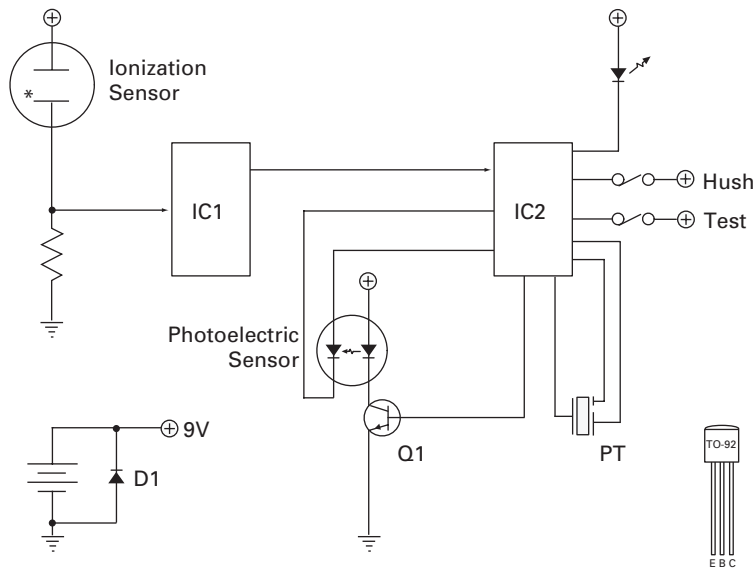 Ionization
Sensor
*
IC1
IC2
Hush
Test
Photoelectric
Sensor
9V
D1
Q1
PT
TO-92
E B C